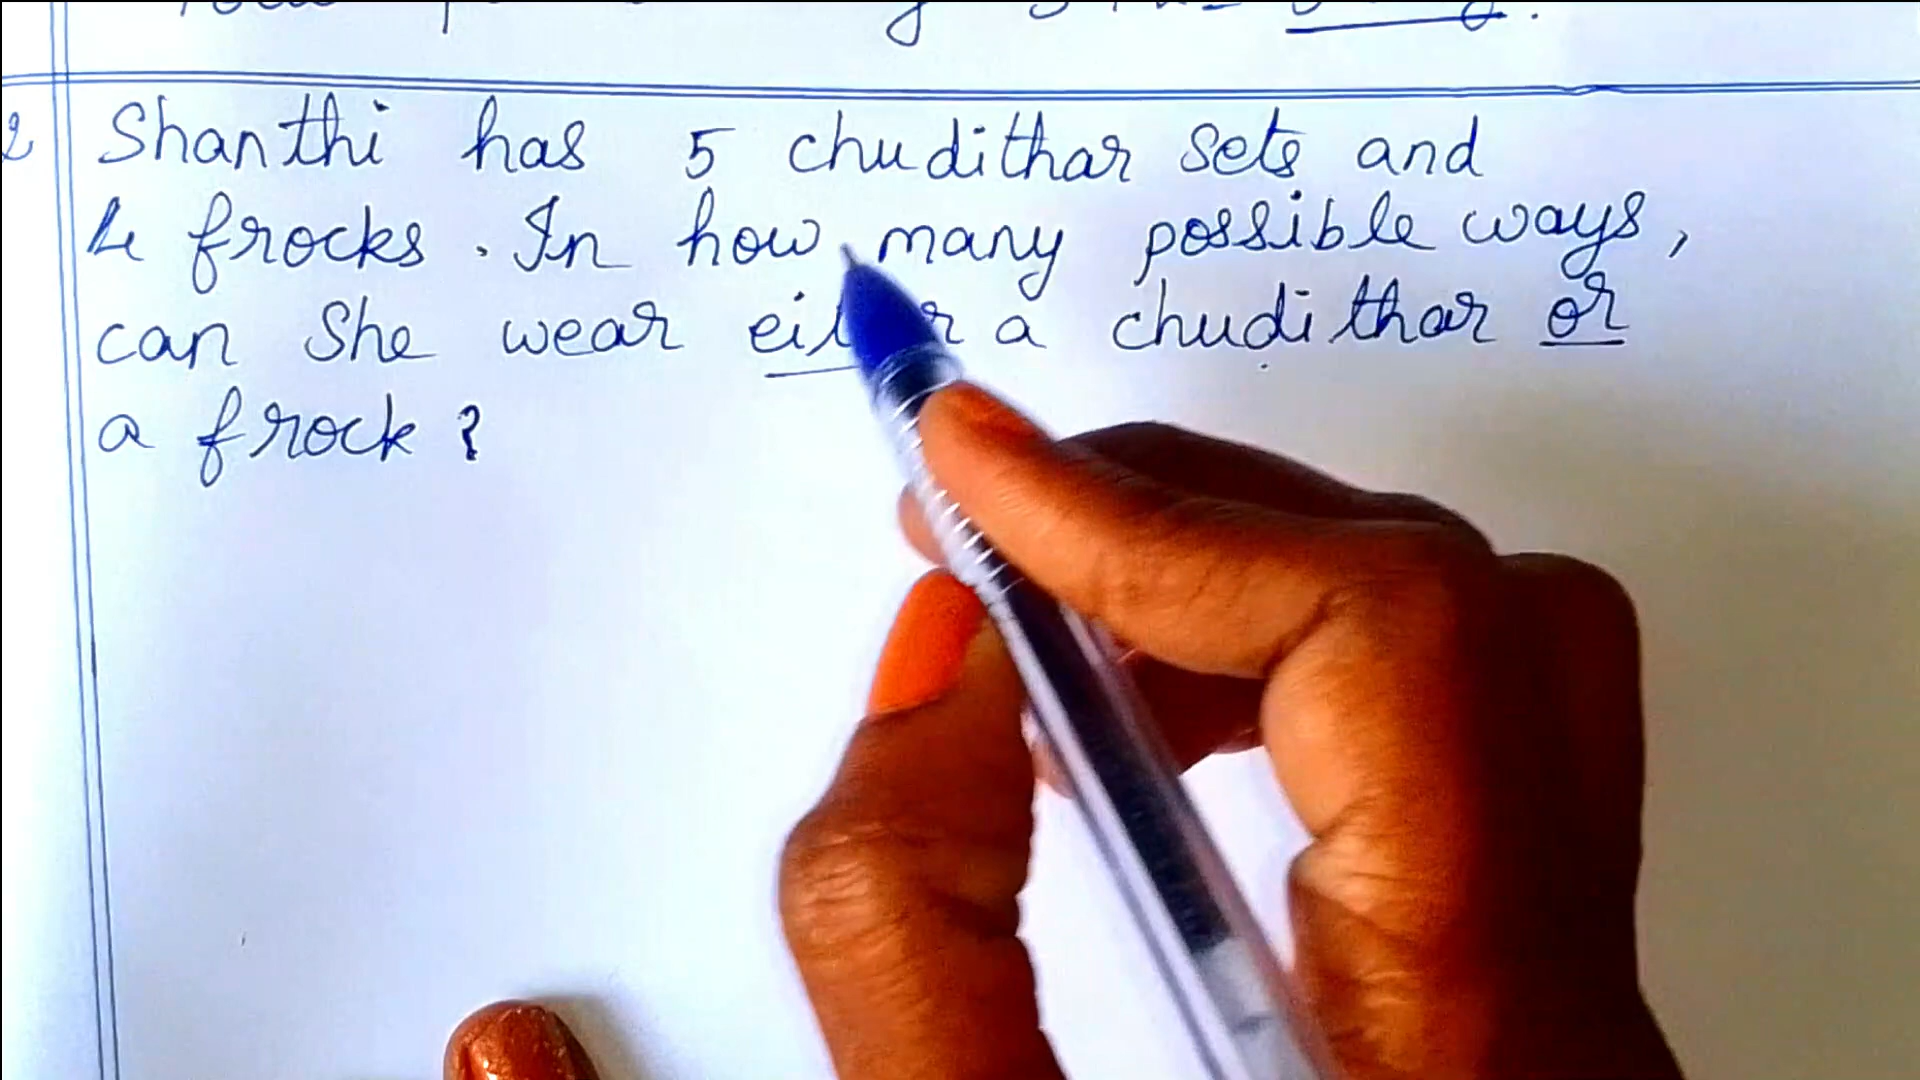 2 Shanthi has 5 chudithar sets and
4 frocks. In how many possible ways,
can she wear a chudithar or
a frock?